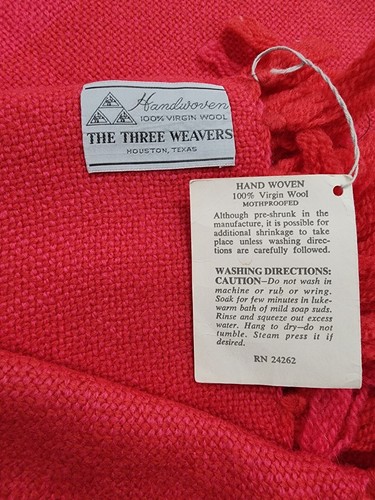 Handwoven
100% VIRGIN WOOL
THE THREE WEAVERS
HOUSTON, TEXAS
HAND WOVEN
100% Virgin Wool
MOTHPROOFED
Although pre-shrunk in the
manufacture, it is possible for
additional shrinkage to take
place unless washing direc-
tions are carefully followed.
WASHING DIRECTIONS:
CAUTION—Do not wash in
machine or rub or wring.
Soak for few minutes in luke-
warm bath of mild soap suds.
Rinse and squeeze out excess
water. Hang to dry—do not
tumble. Steam press it if
desired.
RN 24262